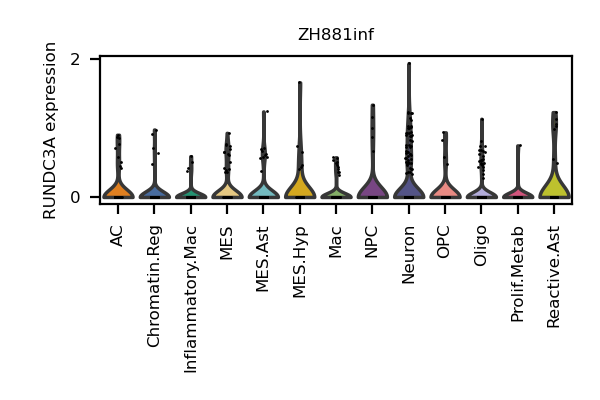 ZH881inf
RUNDC3A expression
2
0
AC
Chromatin.Reg
Inflammatory.Mac
MES
MES.Ast
MES.Hyp
Mac
NPC
Neuron
OPC
Oligo
Prolif.Metab
Reactive.Ast